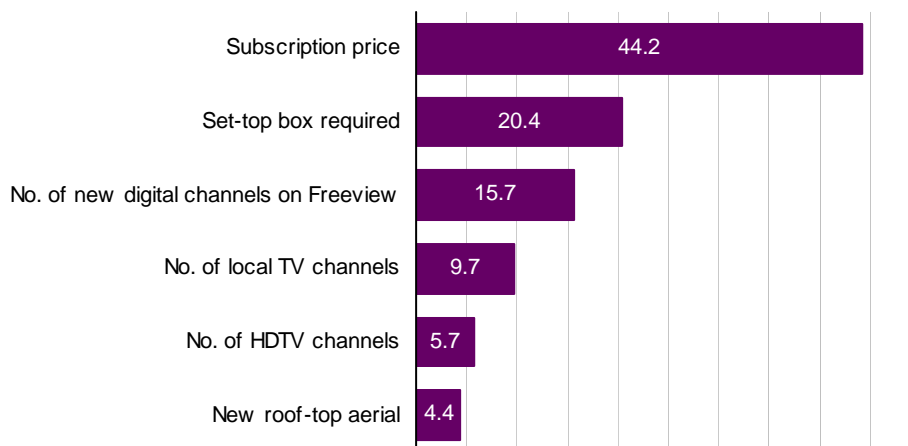 Subscription price 44.2
Set-top box required 20.4
No. of new digital channels on Freeview 15.7
No. of local TV channels 9.7
No. of HDTV channels 5.7
New roof-top aerial 4.4